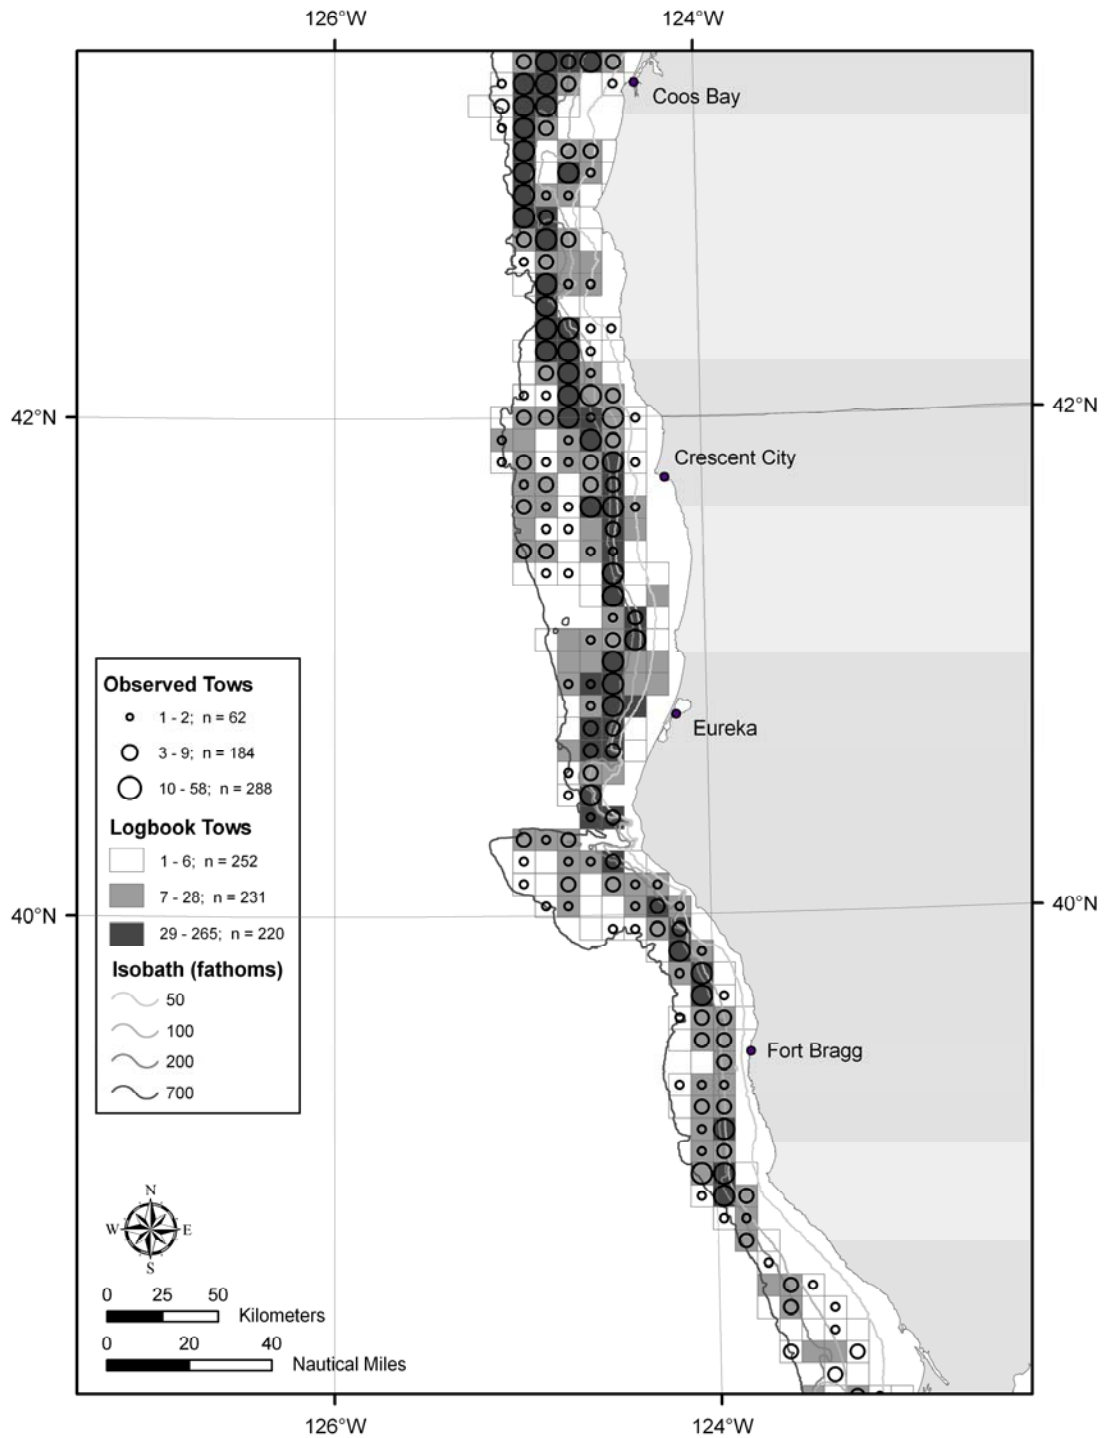 126°W 124°W
Coos Bay
42°N 42°N
Crescent City
Eureka
Observed Tows
1 - 2; n = 62
3 - 9; n = 184
10 - 58; n = 288
Logbook Tows
1 - 6; n = 252
7 - 28; n = 231
29 - 265; n = 220
Isobath (fathoms)
50
100
200
700
40°N 40°N
Fort Bragg
N
W E
S
0 25 50
Kilometers
0 20 40
Nautical Miles
126°W 124°W